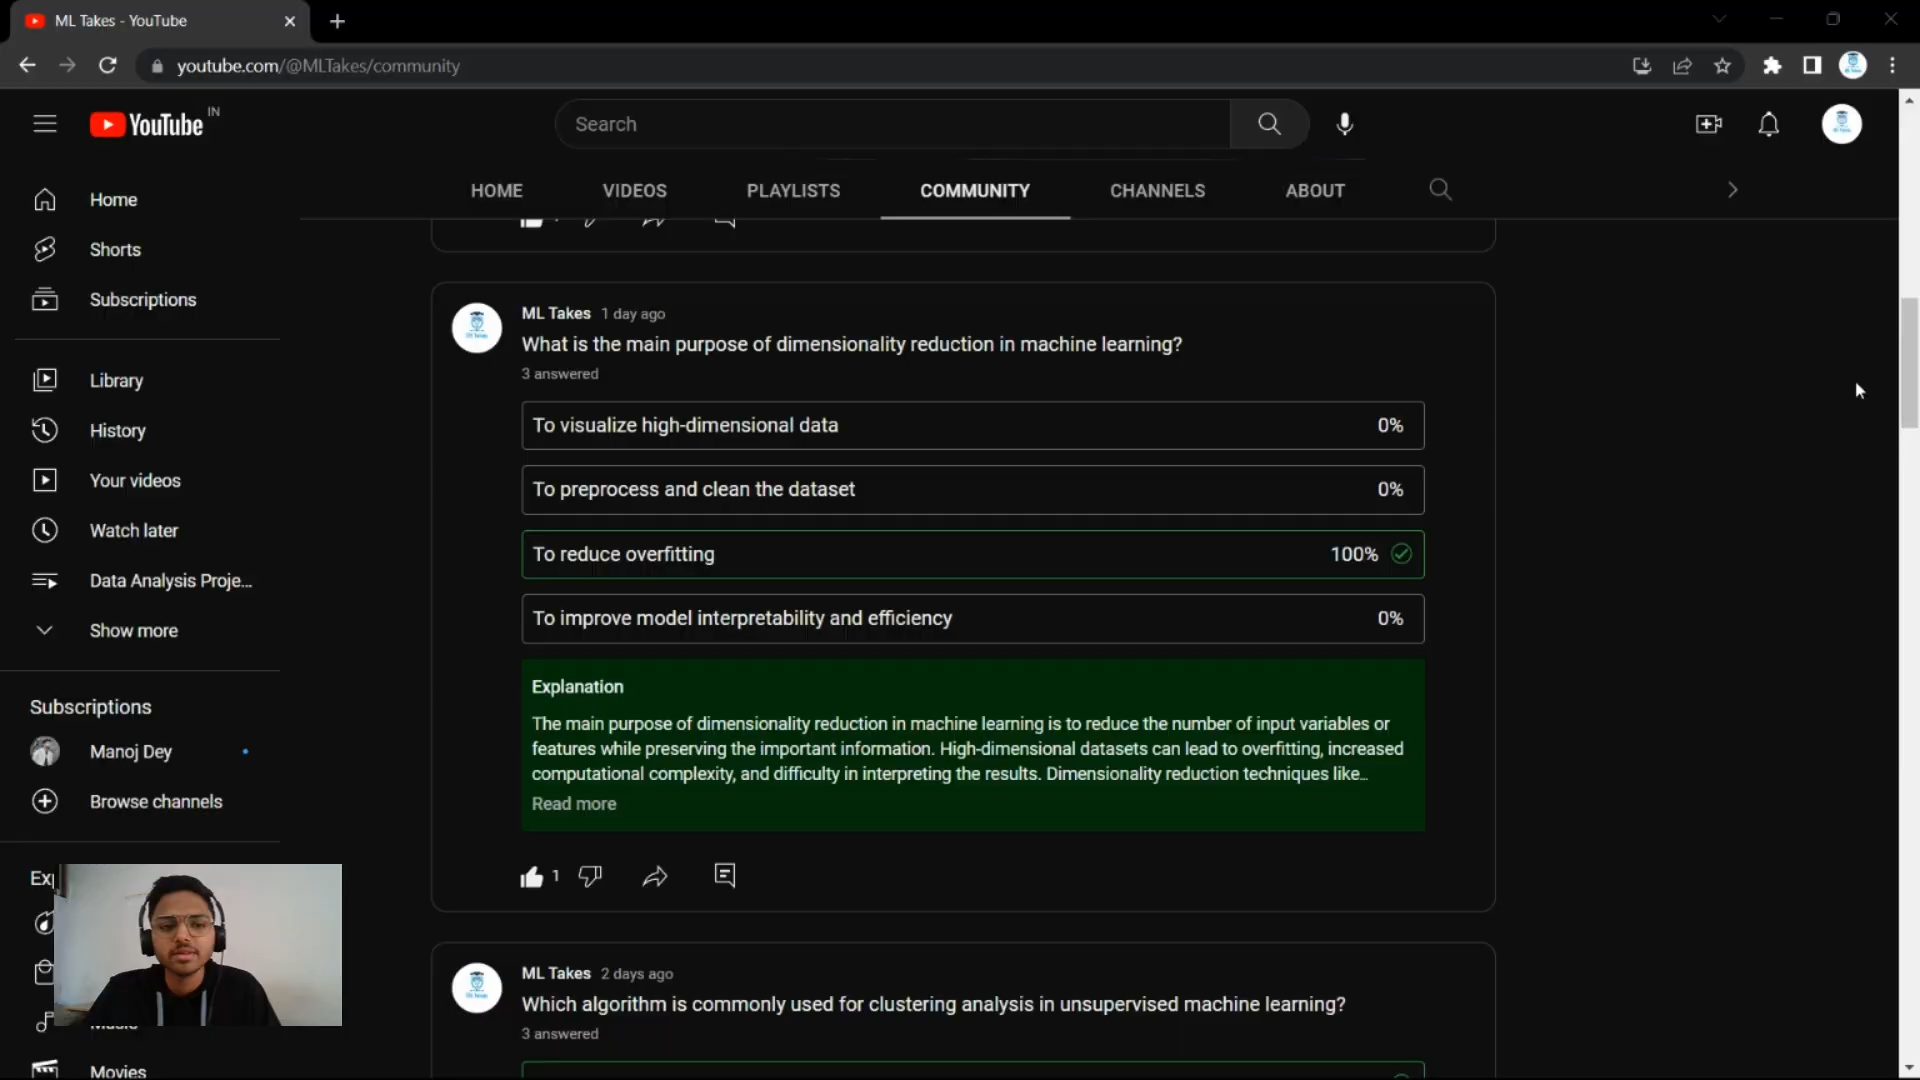 ML Takes - YouTube
youtube.com/@MLTakes/community
YouTube IN
Search
HOME
VIDEOS
PLAYLISTS
COMMUNITY
CHANNELS
ABOUT
Home
Shorts
Subscriptions
Library
History
Your videos
Watch later
Data Analysis Proje...
Show more
Subscriptions
Manoj Dey
Browse channels
Exp
Music
Movies
ML Takes 1 day ago
What is the main purpose of dimensionality reduction in machine learning?
3 answered
To visualize high-dimensional data 0%
To preprocess and clean the dataset 0%
To reduce overfitting 100%
To improve model interpretability and efficiency 0%
Explanation
The main purpose of dimensionality reduction in machine learning is to reduce the number of input variables or
features while preserving the important information. High-dimensional datasets can lead to overfitting, increased
computational complexity, and difficulty in interpreting the results. Dimensionality reduction techniques like...
Read more
1
ML Takes 2 days ago
Which algorithm is commonly used for clustering analysis in unsupervised machine learning?
3 answered